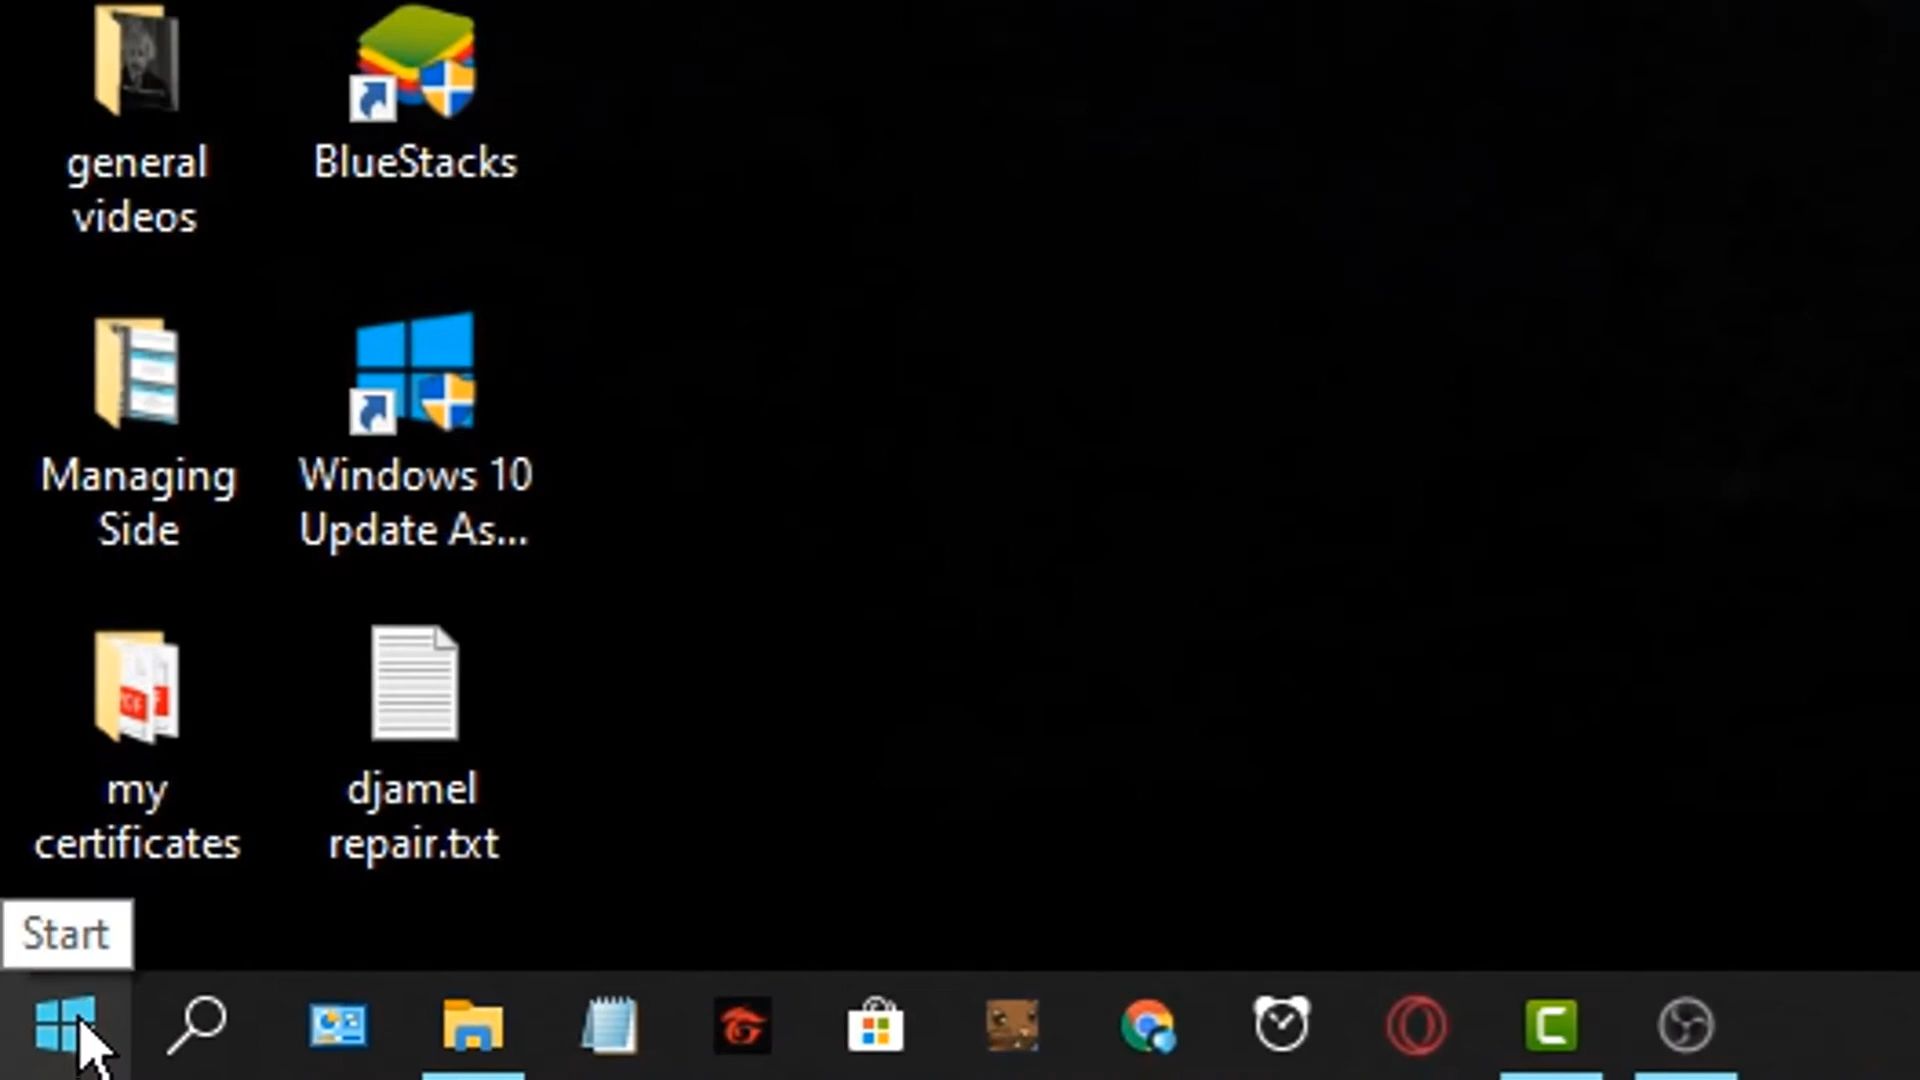 general
videos
BlueStacks
Managing
Side
Windows 10
Update As...
my
certificates
djamel
repair.txt
Start